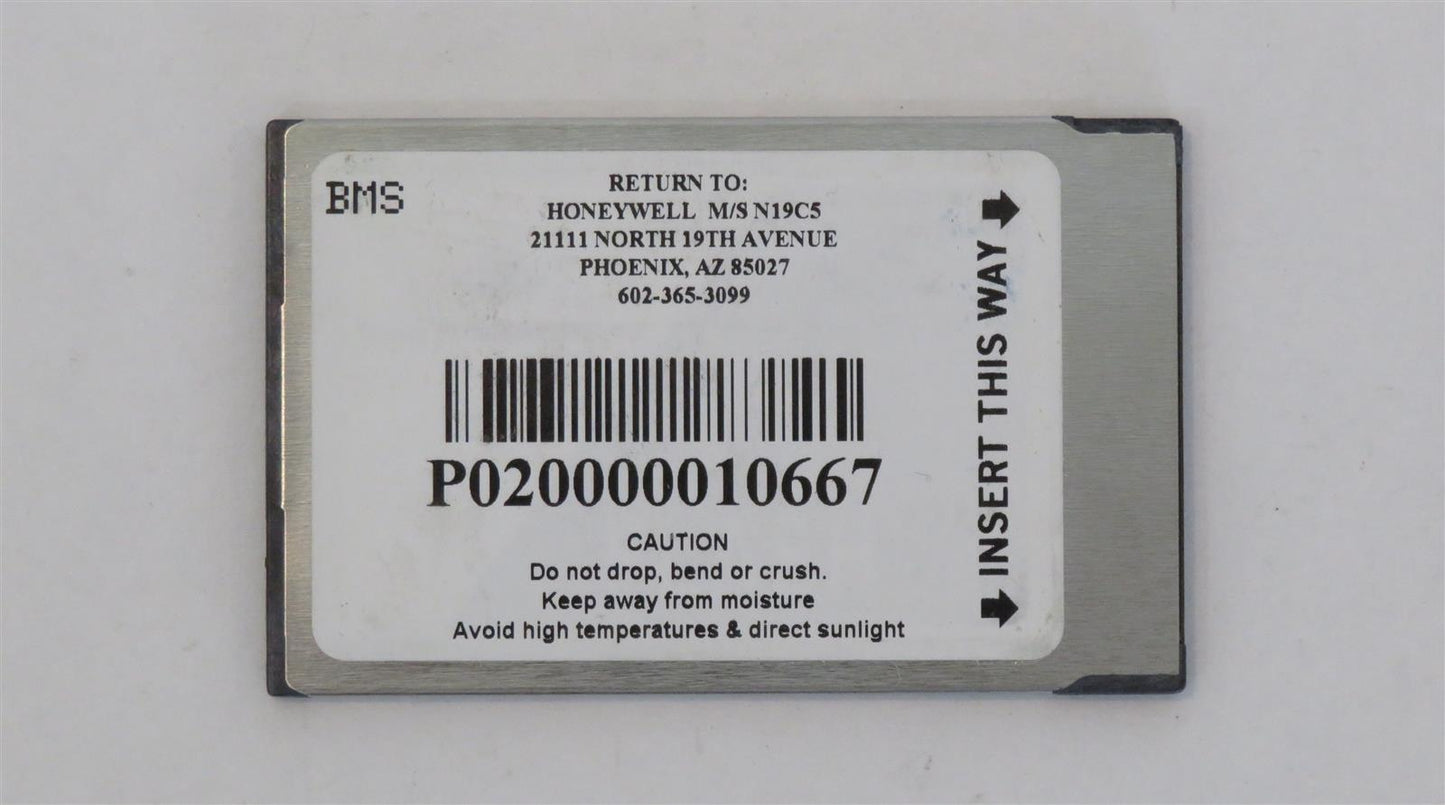 BMS
RETURN TO:
HONEYWELL M/S N19C5
21111 NORTH 19TH AVENUE
PHOENIX, AZ 85027
602-365-3099
P020000010667
CAUTION
Do not drop, bend or crush.
Keep away from moisture
Avoid high temperatures & direct sunlight
INSERT THIS WAY